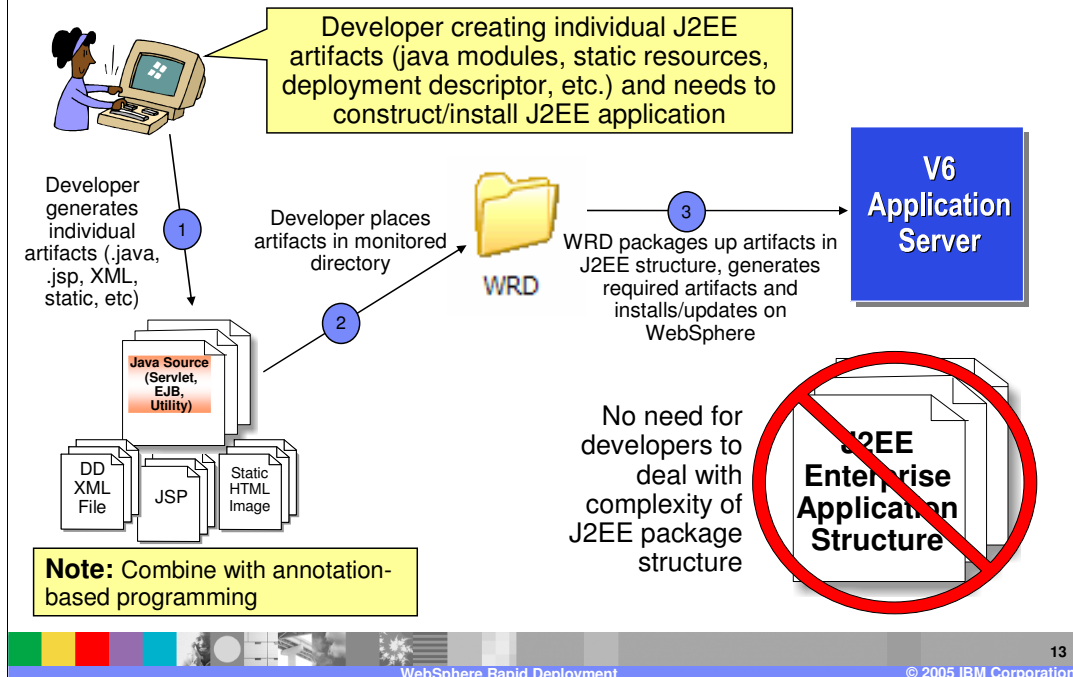 Developer creating individual J2EE
artifacts (java modules, static resources,
deployment descriptor, etc.) and needs to
construct/install J2EE application
Developer
generates
individual
artifacts (.java,
.jsp, XML,
static, etc)
1
Developer places
artifacts in monitored
directory
2
WRD
3
WRD packages up artifacts in
J2EE structure, generates
required artifacts and
installs/updates on
WebSphere
V6
Application
Server
Java Source
(Servlet,
EJB,
Utility)
DD
XML
File
JSP
Static
HTML
Image
No need for
developers to
deal with
complexity of
J2EE package
structure
J2EE
Enterprise
Application
Structure
Note: Combine with annotation-
based programming
13
WebSphere Rapid Deployment
© 2005 IBM Corporation